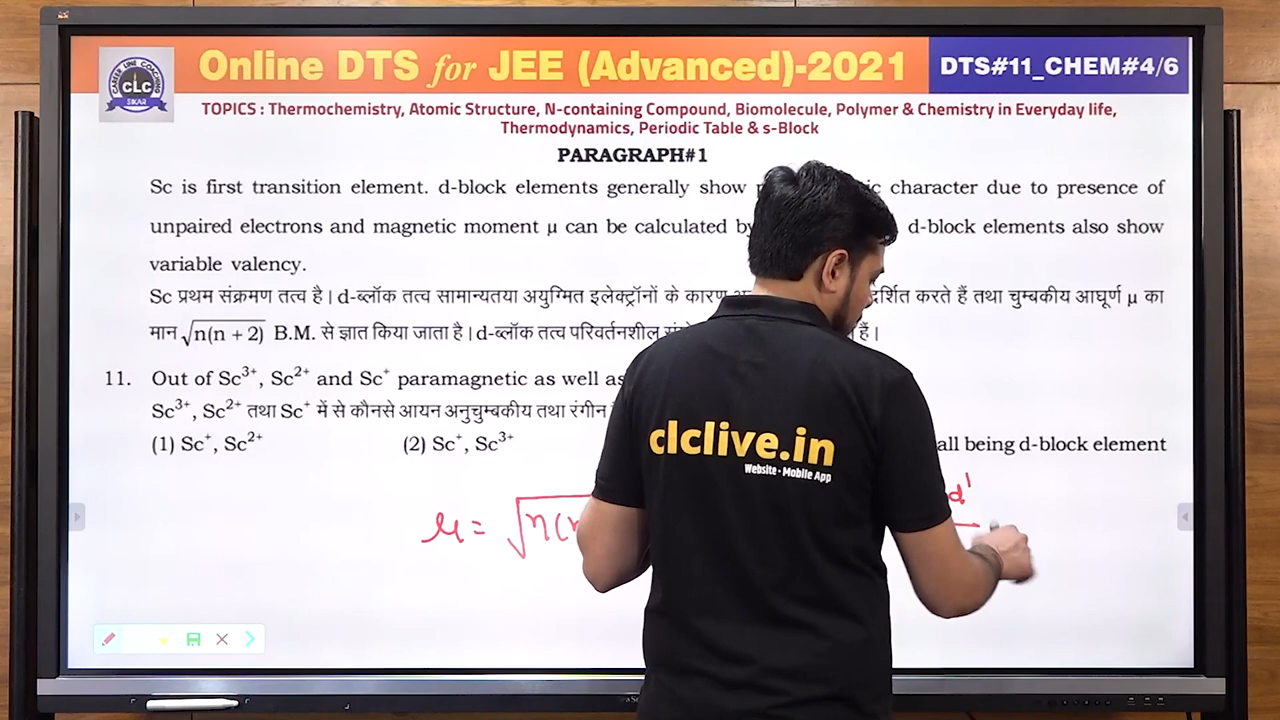 Online DTS for JEE (Advanced)-2021
DTS#11_CHEM#4/6
CAREER LINE COACHING
CLC
SIKAR
TOPICS : Thermochemistry, Atomic Structure, N-containing Compound, Biomolecule, Polymer & Chemistry in Everyday life,
Thermodynamics, Periodic Table & s-Block
PARAGRAPH#1
Sc is first transition element. d-block elements generally show character due to presence of
unpaired electrons and magnetic moment μ can be calculated by d-block elements also show
variable valency.
Sc प्रथम संक्रमण तत्व है। d-ब्लॉक तत्व सामान्यतया अयुग्मित इलेक्ट्रॉनों के कारण करते हैं तथा चुम्बकीय आघूर्ण μ का
मान √n(n + 2) B.M. से ज्ञात किया जाता है। d-ब्लॉक तत्व परिवर्तनशील हैं।
11. Out of Sc³⁺, Sc²⁺ and Sc⁺ paramagnetic as well as
Sc³⁺, Sc²⁺ तथा Sc⁺ में से कौनसे आयन अनुचुम्बकीय तथा रंगीन
(1) Sc⁺, Sc²⁺ (2) Sc⁺, Sc³⁺ all being d-block element
d¹
μ = √n(
clclive.in
Website • Mobile App